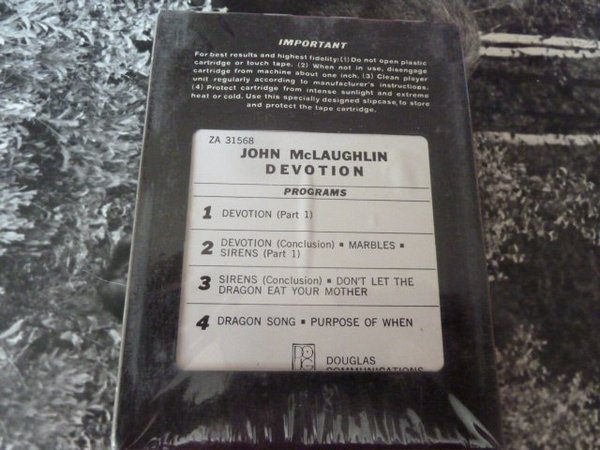 IMPORTANT
For best results and highest fidelity: (1) Do not open plastic
cartridge or touch tape. (2) When not in use, disengage
cartridge from machine about one inch. (3) Clean player
unit regularly according to manufacturer's instructions.
(4) Protect cartridge from intense sunlight and extreme
heat or cold. Use this specially designed slipcase, to store
and protect the tape cartridge.
ZA 31568
JOHN McLAUGHLIN
DEVOTION
PROGRAMS
1 DEVOTION (Part 1)
2 DEVOTION (Conclusion) ▪ MARBLES ▪
SIRENS (Part 1)
3 SIRENS (Conclusion) ▪ DON'T LET THE
DRAGON EAT YOUR MOTHER
4 DRAGON SONG ▪ PURPOSE OF WHEN
DOUGLAS
COMMUNICATIONS